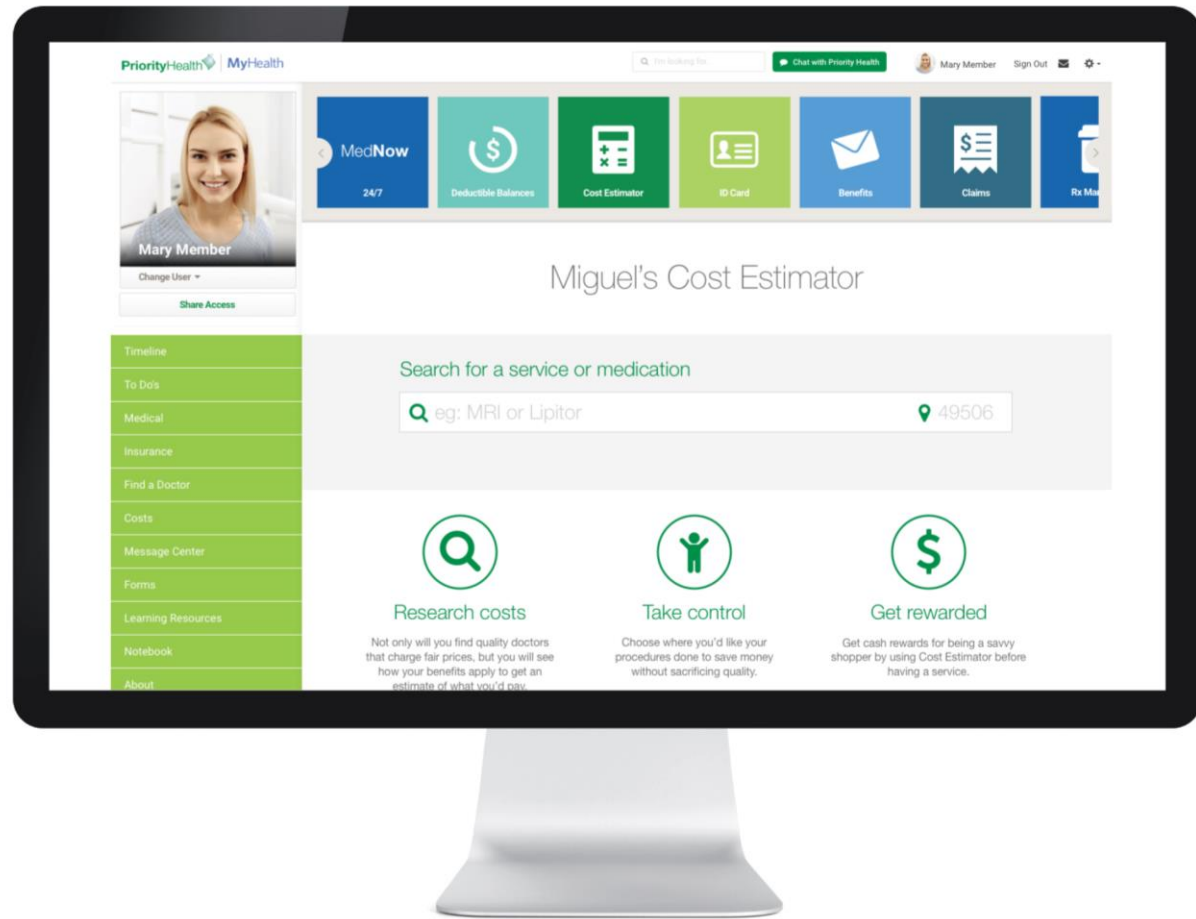 PriorityHealth MyHealth
I'm looking for...
Chat with Priority Health
Mary Member
Sign Out
Mary Member
Change User
Share Access
MedNow
24/7
Deductible Balances
Cost Estimator
ID Card
Benefits
Claims
Rx Ma
Miguel's Cost Estimator
Search for a service or medication
eg: MRI or Lipitor
49506
Timeline
To Do's
Medical
Insurance
Find a Doctor
Costs
Message Center
Forms
Learning Resources
Notebook
About
Research costs
Not only will you find quality doctors
that charge fair prices, but you will see
how your benefits apply to get an
estimate of what you'd pay.
Take control
Choose where you'd like your
procedures done to save money
without sacrificing quality.
Get rewarded
Get cash rewards for being a savvy
shopper by using Cost Estimator before
having a service.